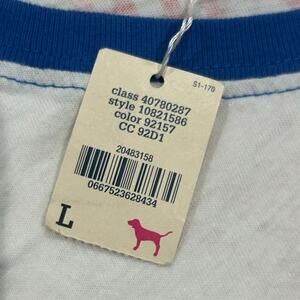 S1-170
class 40780287
style 10821586
color 92157
CC 92D1
20483158
0667523628434
L